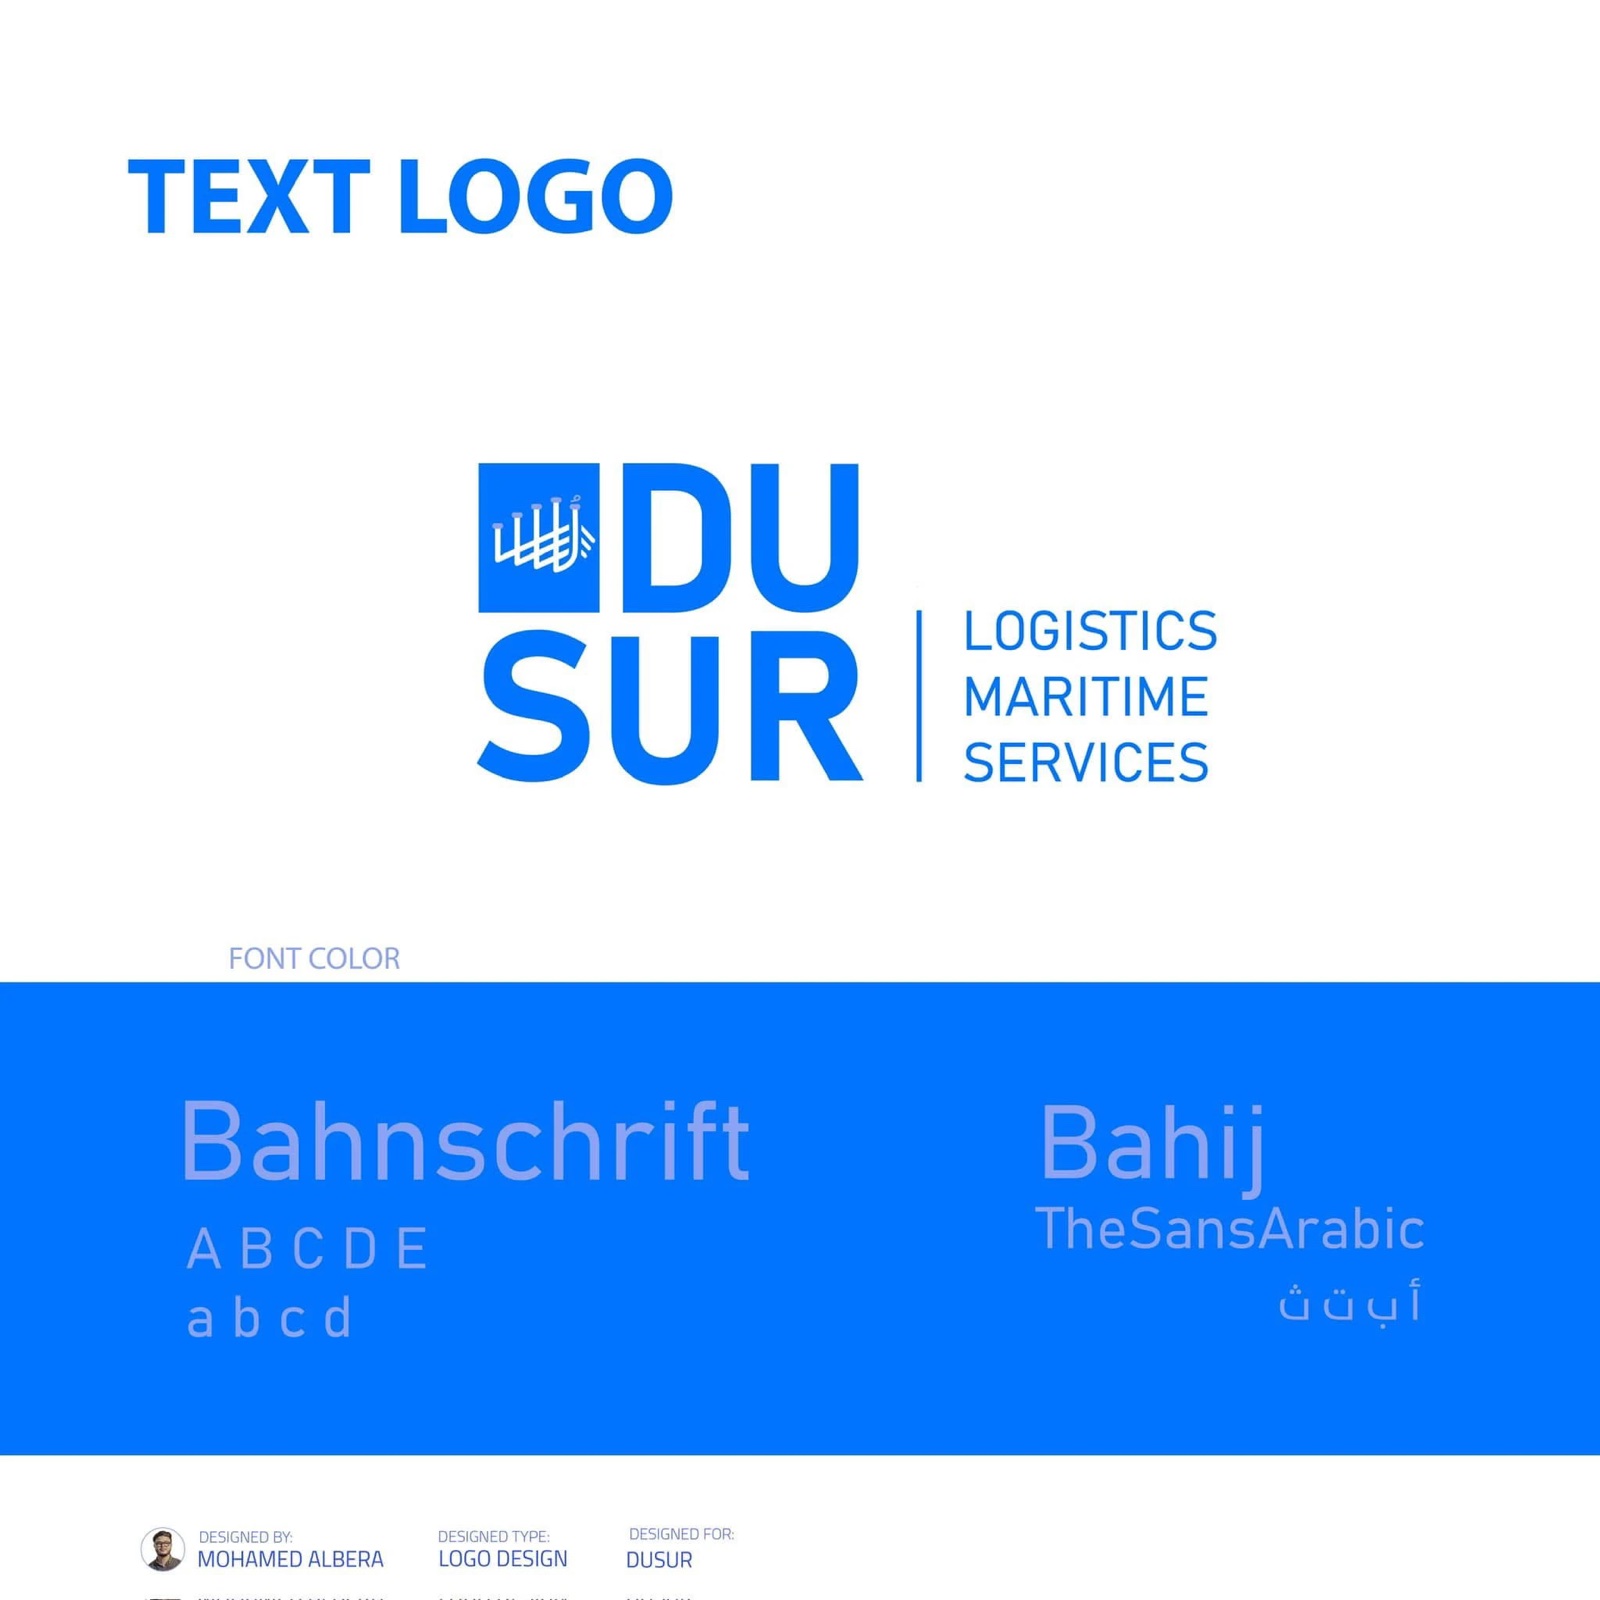 TEXT LOGO
DU
SUR
LOGISTICS
MARITIME
SERVICES
FONT COLOR
Bahnschrift
A B C D E
a b c d
Bahij
TheSansArabic
أ ب ت ث
DESIGNED BY:
MOHAMED ALBERA
DESIGNED TYPE:
LOGO DESIGN
DESIGNED FOR:
DUSUR